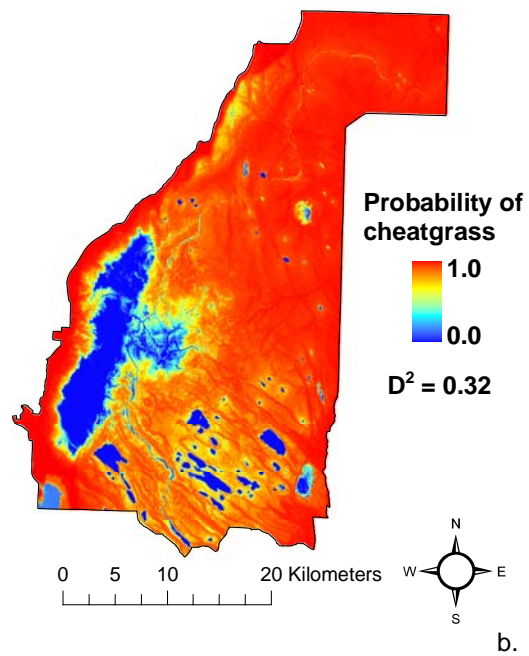 Probability of
cheatgrass
1.0
0.0
D² = 0.32
N
W E
S
0 5 10 20 Kilometers
b.